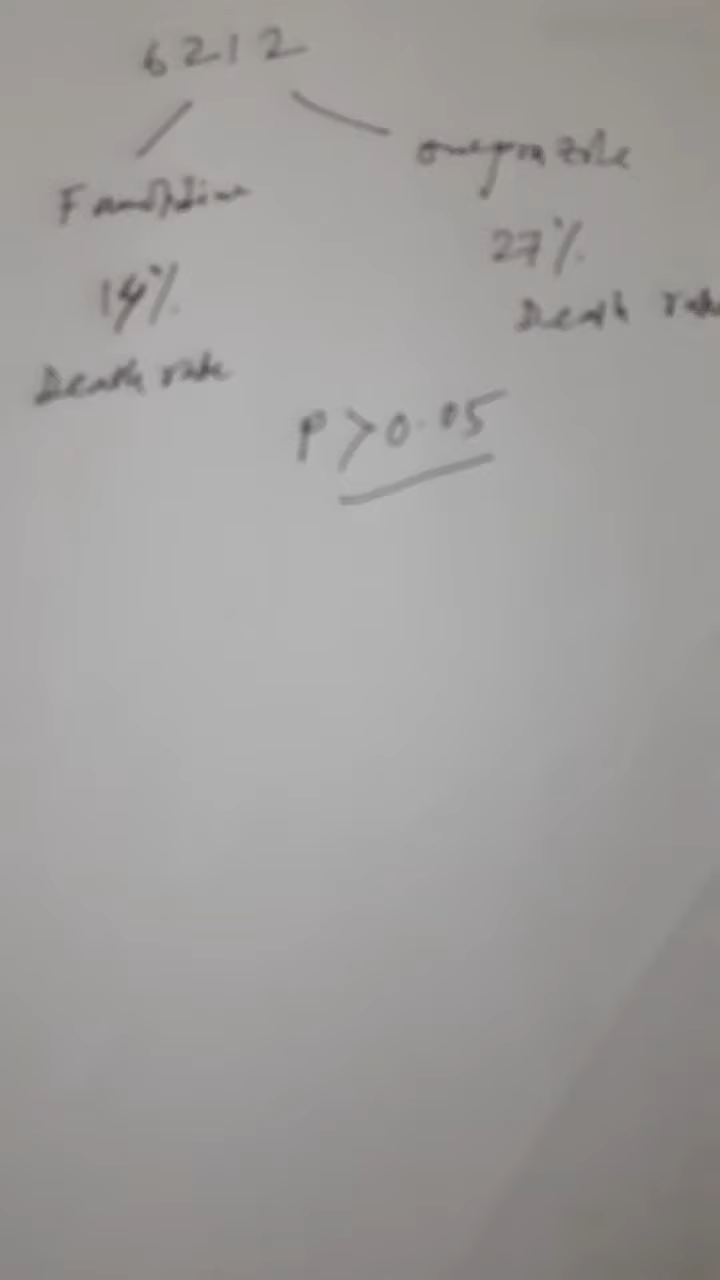 6212
Famotidine
omeprazole
14%
27%
Death rate
Death rate
P > 0.05